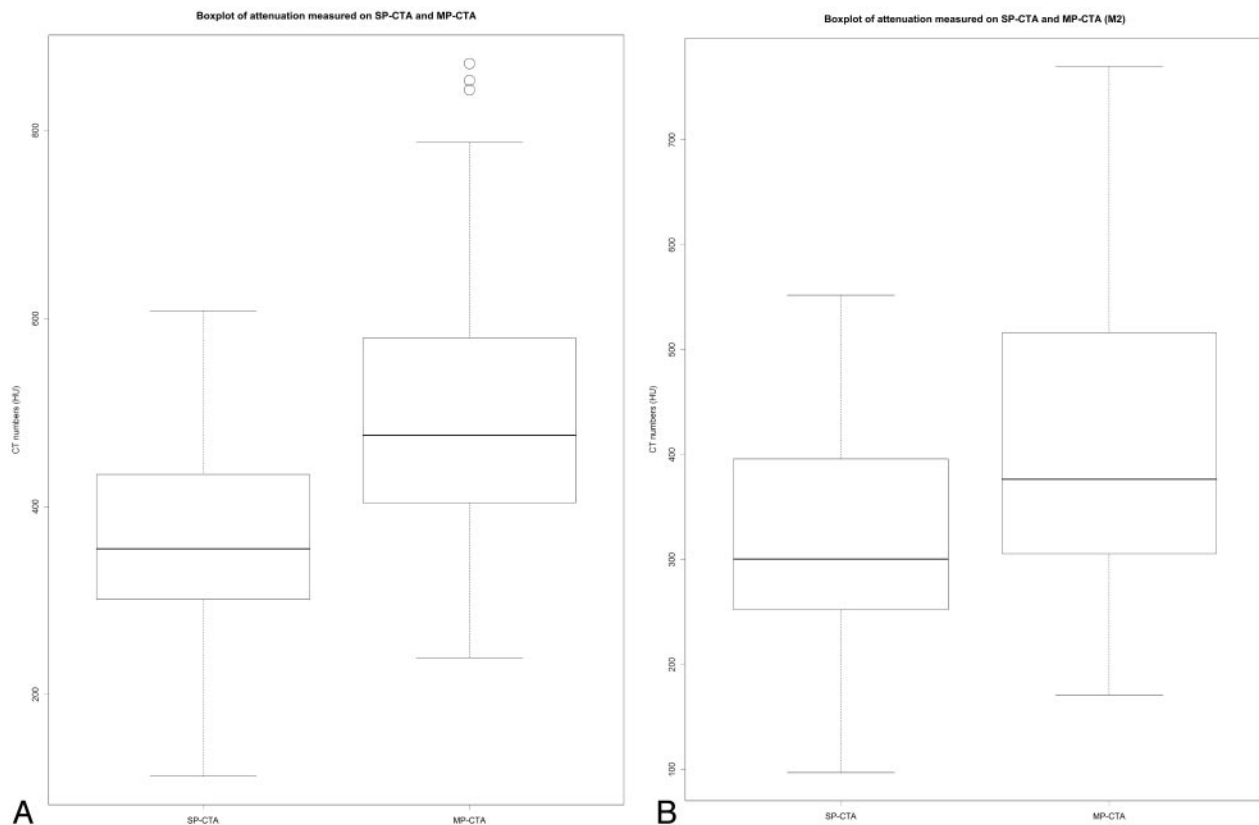 Boxplot of attenuation measured on SP-CTA and MP-CTA
CT numbers (HU)
800
600
400
200
SP-CTA
MP-CTA
A
Boxplot of attenuation measured on SP-CTA and MP-CTA (M2)
CT numbers (HU)
700
600
500
400
300
200
100
SP-CTA
MP-CTA
B